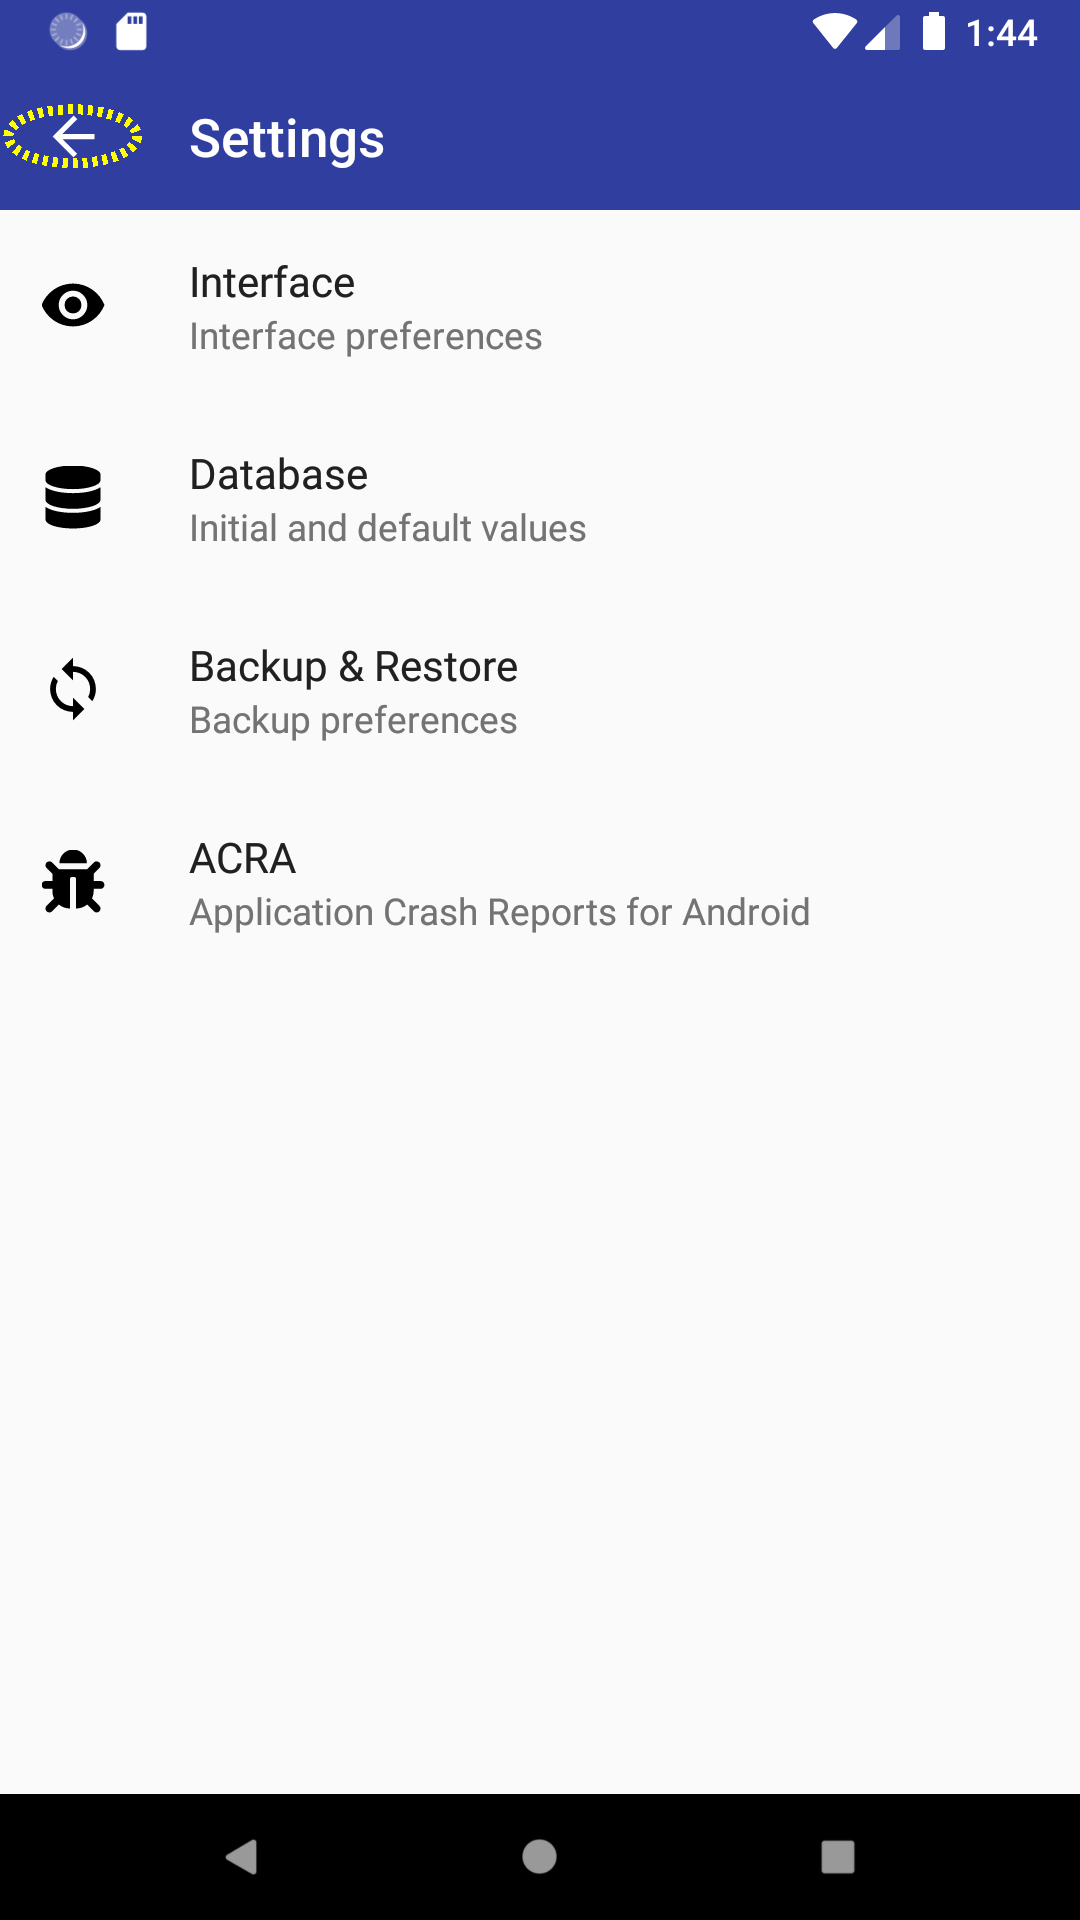 1:44
Settings
Interface
Interface preferences
Database
Initial and default values
Backup & Restore
Backup preferences
ACRA
Application Crash Reports for Android